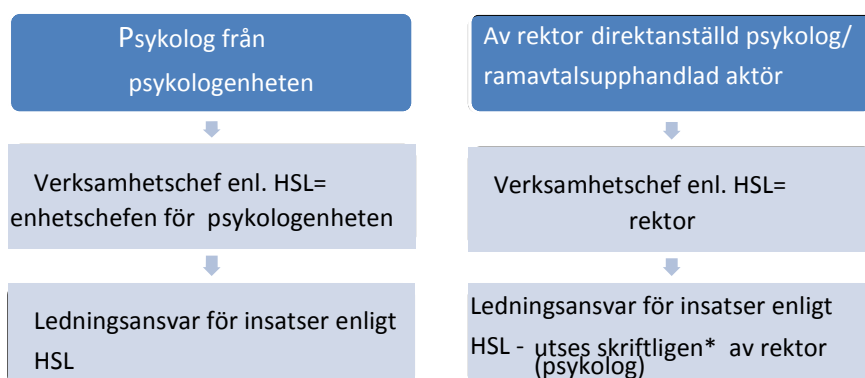 Psykolog från
psykologenheten
Verksamhetschef enl. HSL=
enhetschefen för psykologenheten
Ledningsansvar för insatser enligt
HSL
Av rektor direktanställd psykolog/
ramavtalsupphandlad aktör
Verksamhetschef enl. HSL=
rektor
Ledningsansvar för insatser enligt
HSL - utses skriftligen* av rektor
(psykolog)